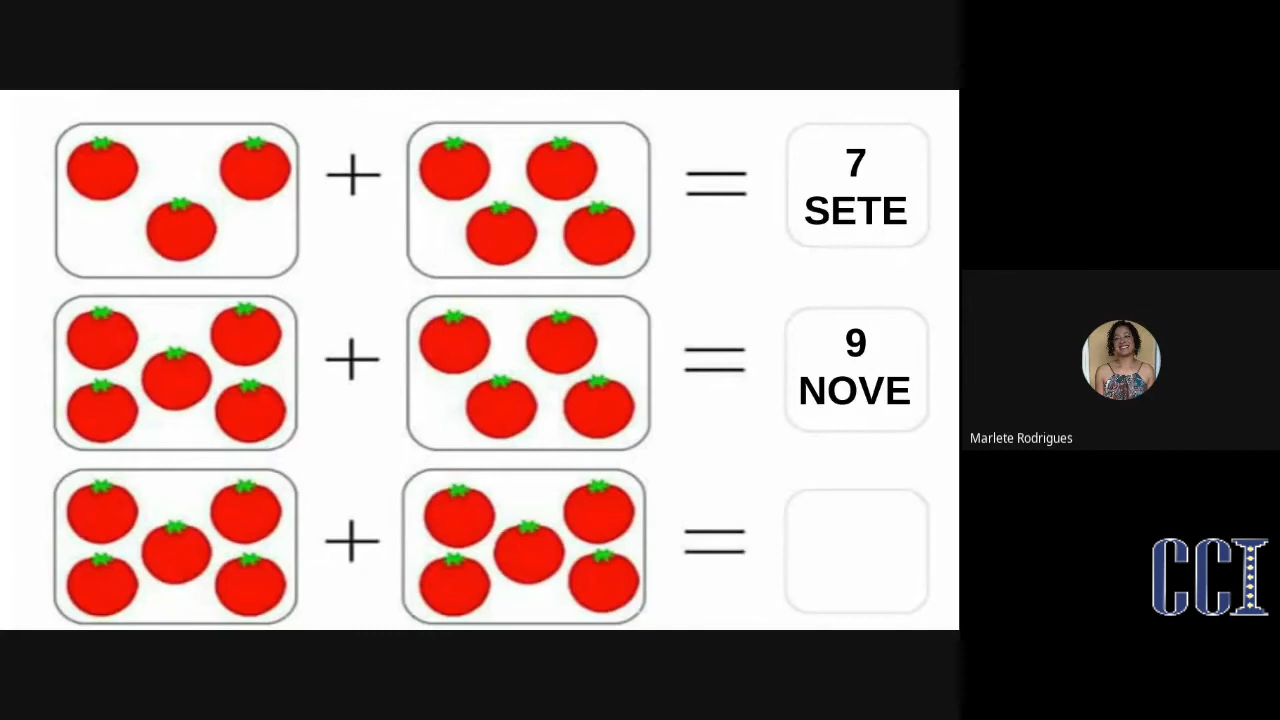 + = 7
SETE
+ = 9
NOVE
+ =
Marlete Rodrigues
CCI